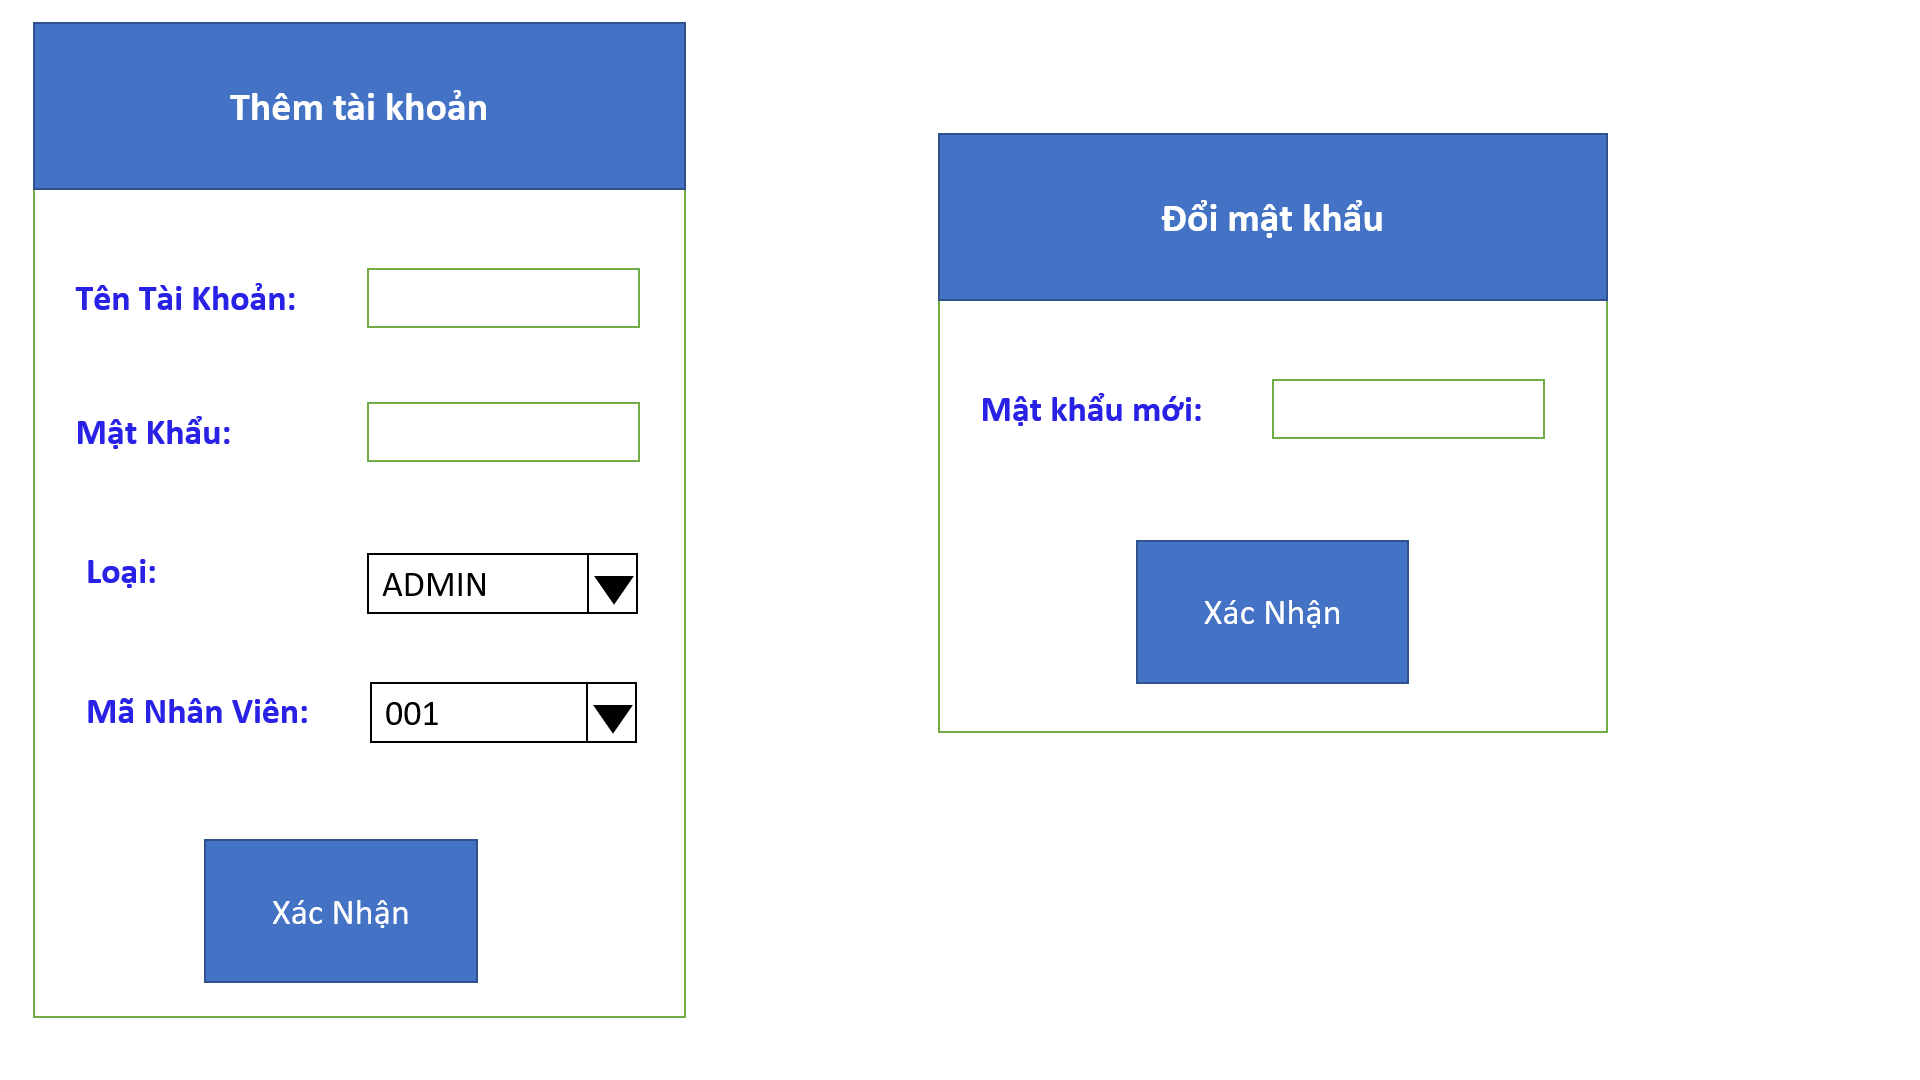 Thêm tài khoản
Tên Tài Khoản:
Mật Khẩu:
Loại:
ADMIN
Mã Nhân Viên:
001
Xác Nhận
Đổi mật khẩu
Mật khẩu mới:
Xác Nhận